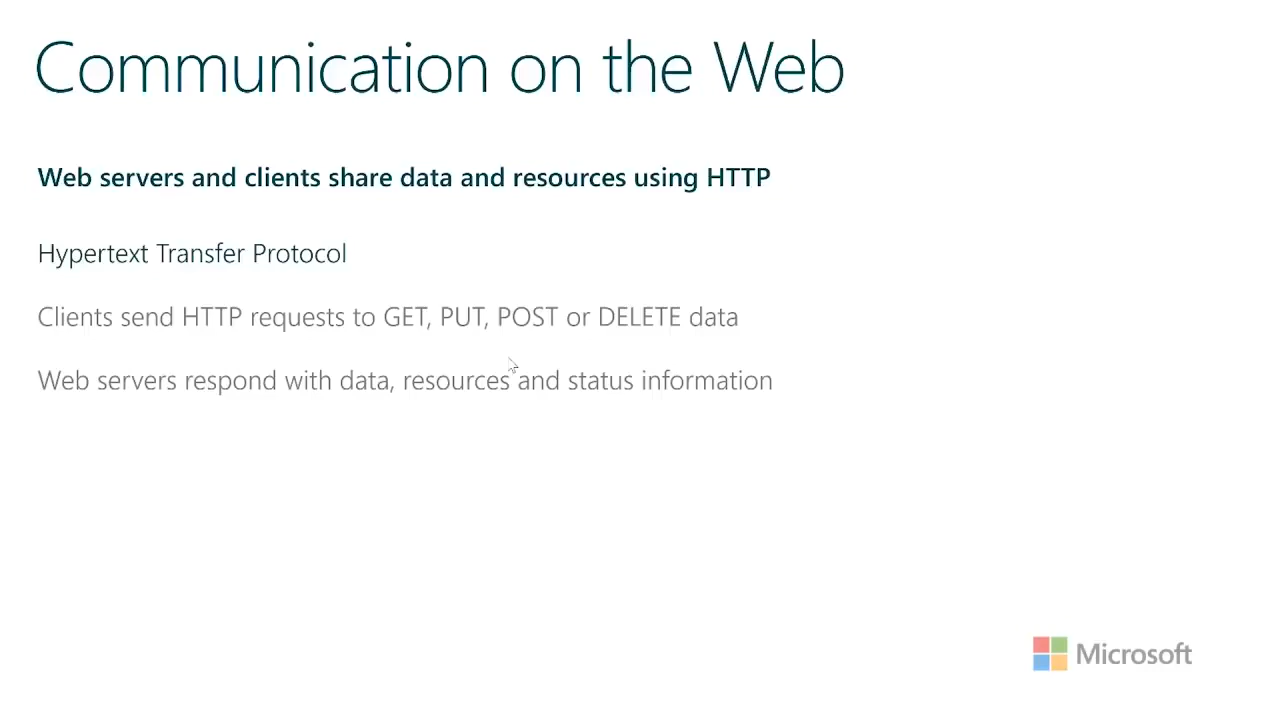 Communication on the Web
Web servers and clients share data and resources using HTTP
Hypertext Transfer Protocol
Clients send HTTP requests to GET, PUT, POST or DELETE data
Web servers respond with data, resources and status information
Microsoft